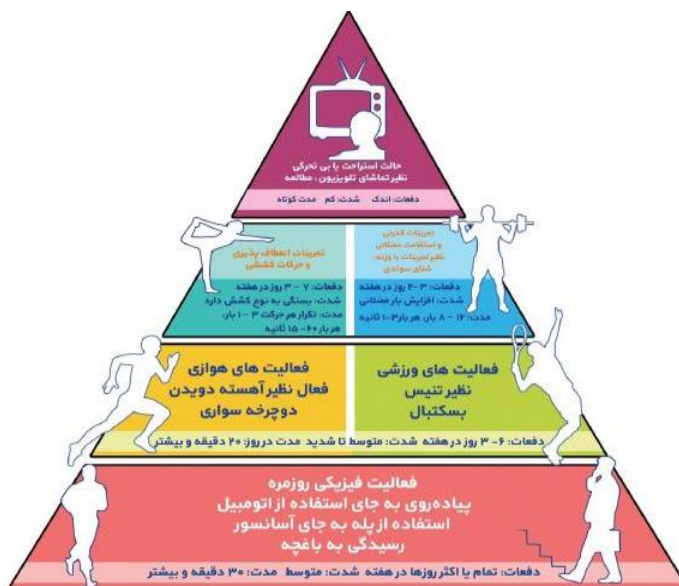 حالت استراحت یا بی تحرکی
نظیر تماشای تلویزیون، مطالعه
دفعات: اندک شدت: کم مدت کوتاه
تمرینات قدرتی
و استقامت عضلانی
نظیر تمرینات با وزنه،
شنای سوئدی
دفعات: ۳-۲ روز در هفته
شدت: افزایش بار عضلانی
مدت: ۱۲ - ۸ بار، هر بار ۳-۱ ثانیه
تمرینات انعطاف پذیری
و حرکات کششی
دفعات: ۷ - ۳ روز در هفته
شدت: بستگی به نوع کشش دارد
مدت: تکرار هر حرکت ۳ - ۱ بار،
هر بار ۶۰- ۱۵ ثانیه
فعالیت های ورزشی
نظیر تنیس
بسکتبال
فعالیت های هوازی
فعال نظیر آهسته دویدن
دوچرخه سواری
دفعات: ۶- ۳ روز در هفته شدت: متوسط تا شدید مدت در روز: ۲۰ دقیقه و بیشتر
فعالیت فیزیکی روزمره
پیاده‌روی به جای استفاده از اتومبیل
استفاده از پله به جای آسانسور
رسیدگی به باغچه
دفعات: تمام یا اکثر روزها در هفته شدت: متوسط مدت: ۳۰ دقیقه و بیشتر